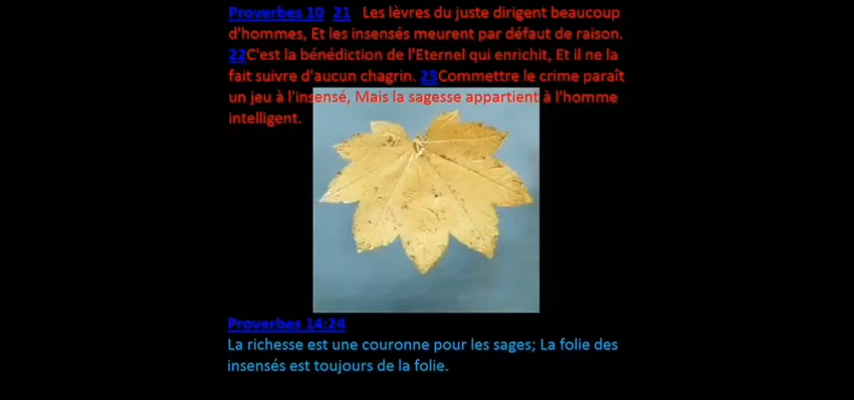 Proverbes 10 21 Les lèvres du juste dirigent beaucoup
d'hommes, Et les insensés meurent par défaut de raison.
22C'est la bénédiction de l'Eternel qui enrichit, Et il ne la
fait suivre d'aucun chagrin. 23Commettre le crime paraît
un jeu à l'insensé, Mais la sagesse appartient à l'homme
intelligent.
Proverbes 14:24
La richesse est une couronne pour les sages; La folie des
insensés est toujours de la folie.